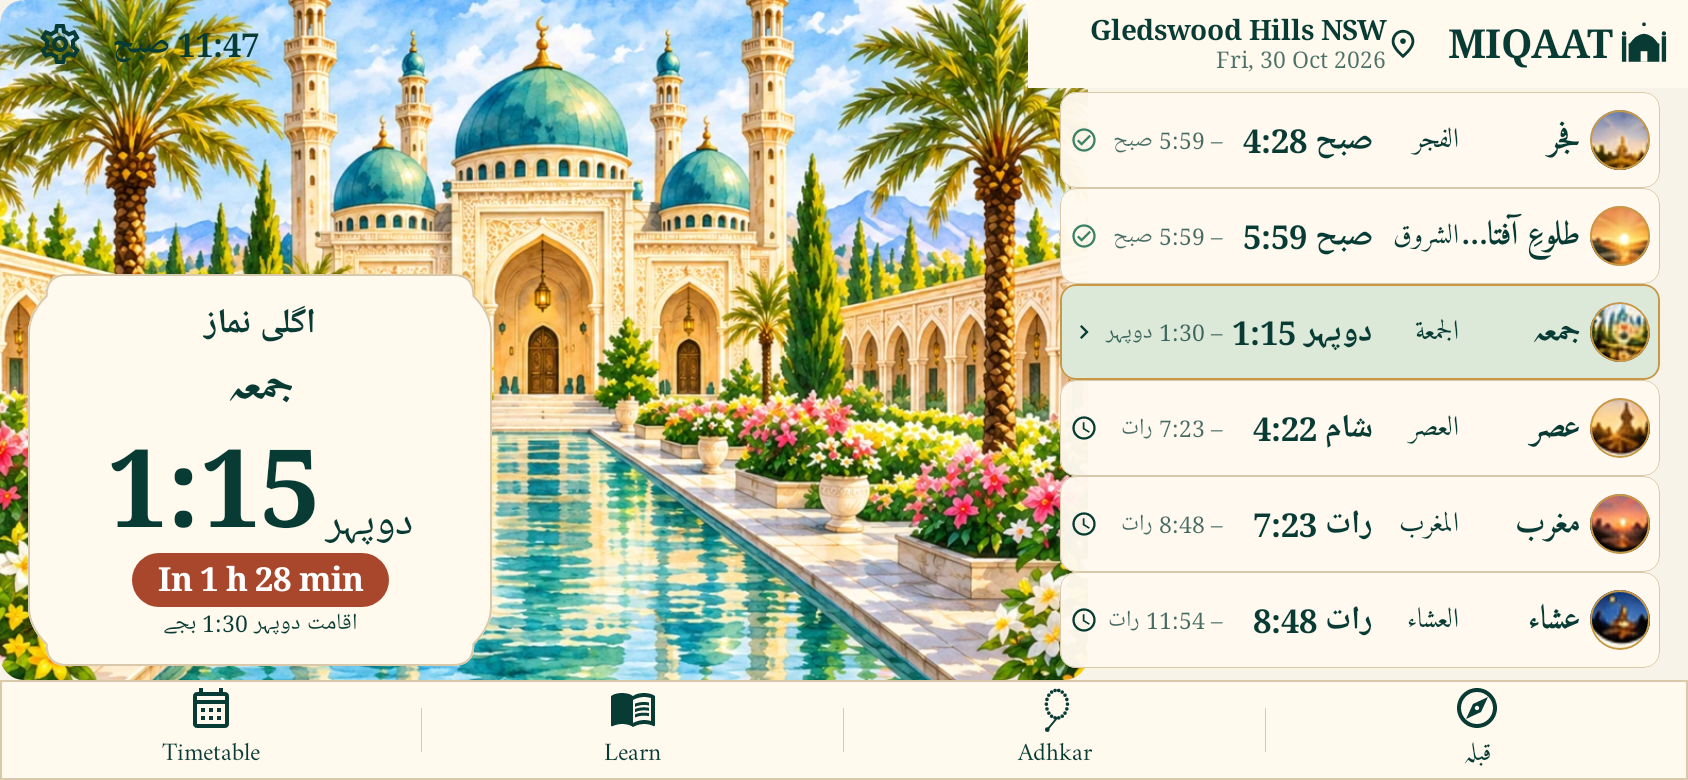 MIQAAT
Gledswood Hills NSW
Fri, 30 Oct 2026
11:47 صبح
فجر الفجر صبح 4:28 – 5:59 صبح
طلوعِ آفتا... الشروق صبح 5:59 – 5:59 صبح
جمعہ الجمعة دوپہر 1:15 – 1:30 دوپہر
عصر العصر شام 4:22 – 7:23 رات
مغرب المغرب رات 7:23 – 8:48 رات
عشاء العشاء رات 8:48 – 11:54 رات
اگلی نماز
جمعہ
1:15 دوپہر
In 1 h 28 min
اقامت دوپہر 1:30 بجے
Timetable
Learn
Adhkar
قبلہ